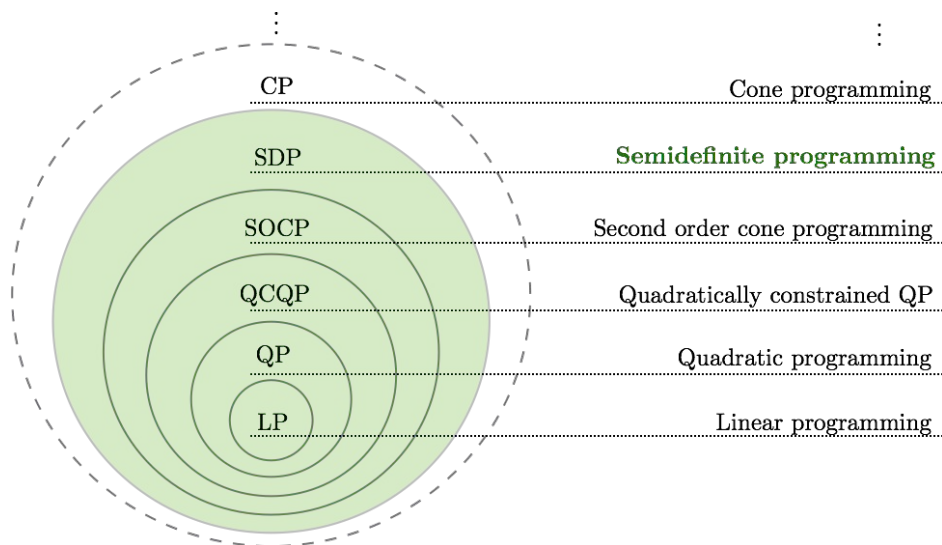 ⋮
⋮
CP
Cone programming
SDP
Semidefinite programming
SOCP
Second order cone programming
QCQP
Quadratically constrained QP
QP
Quadratic programming
LP
Linear programming